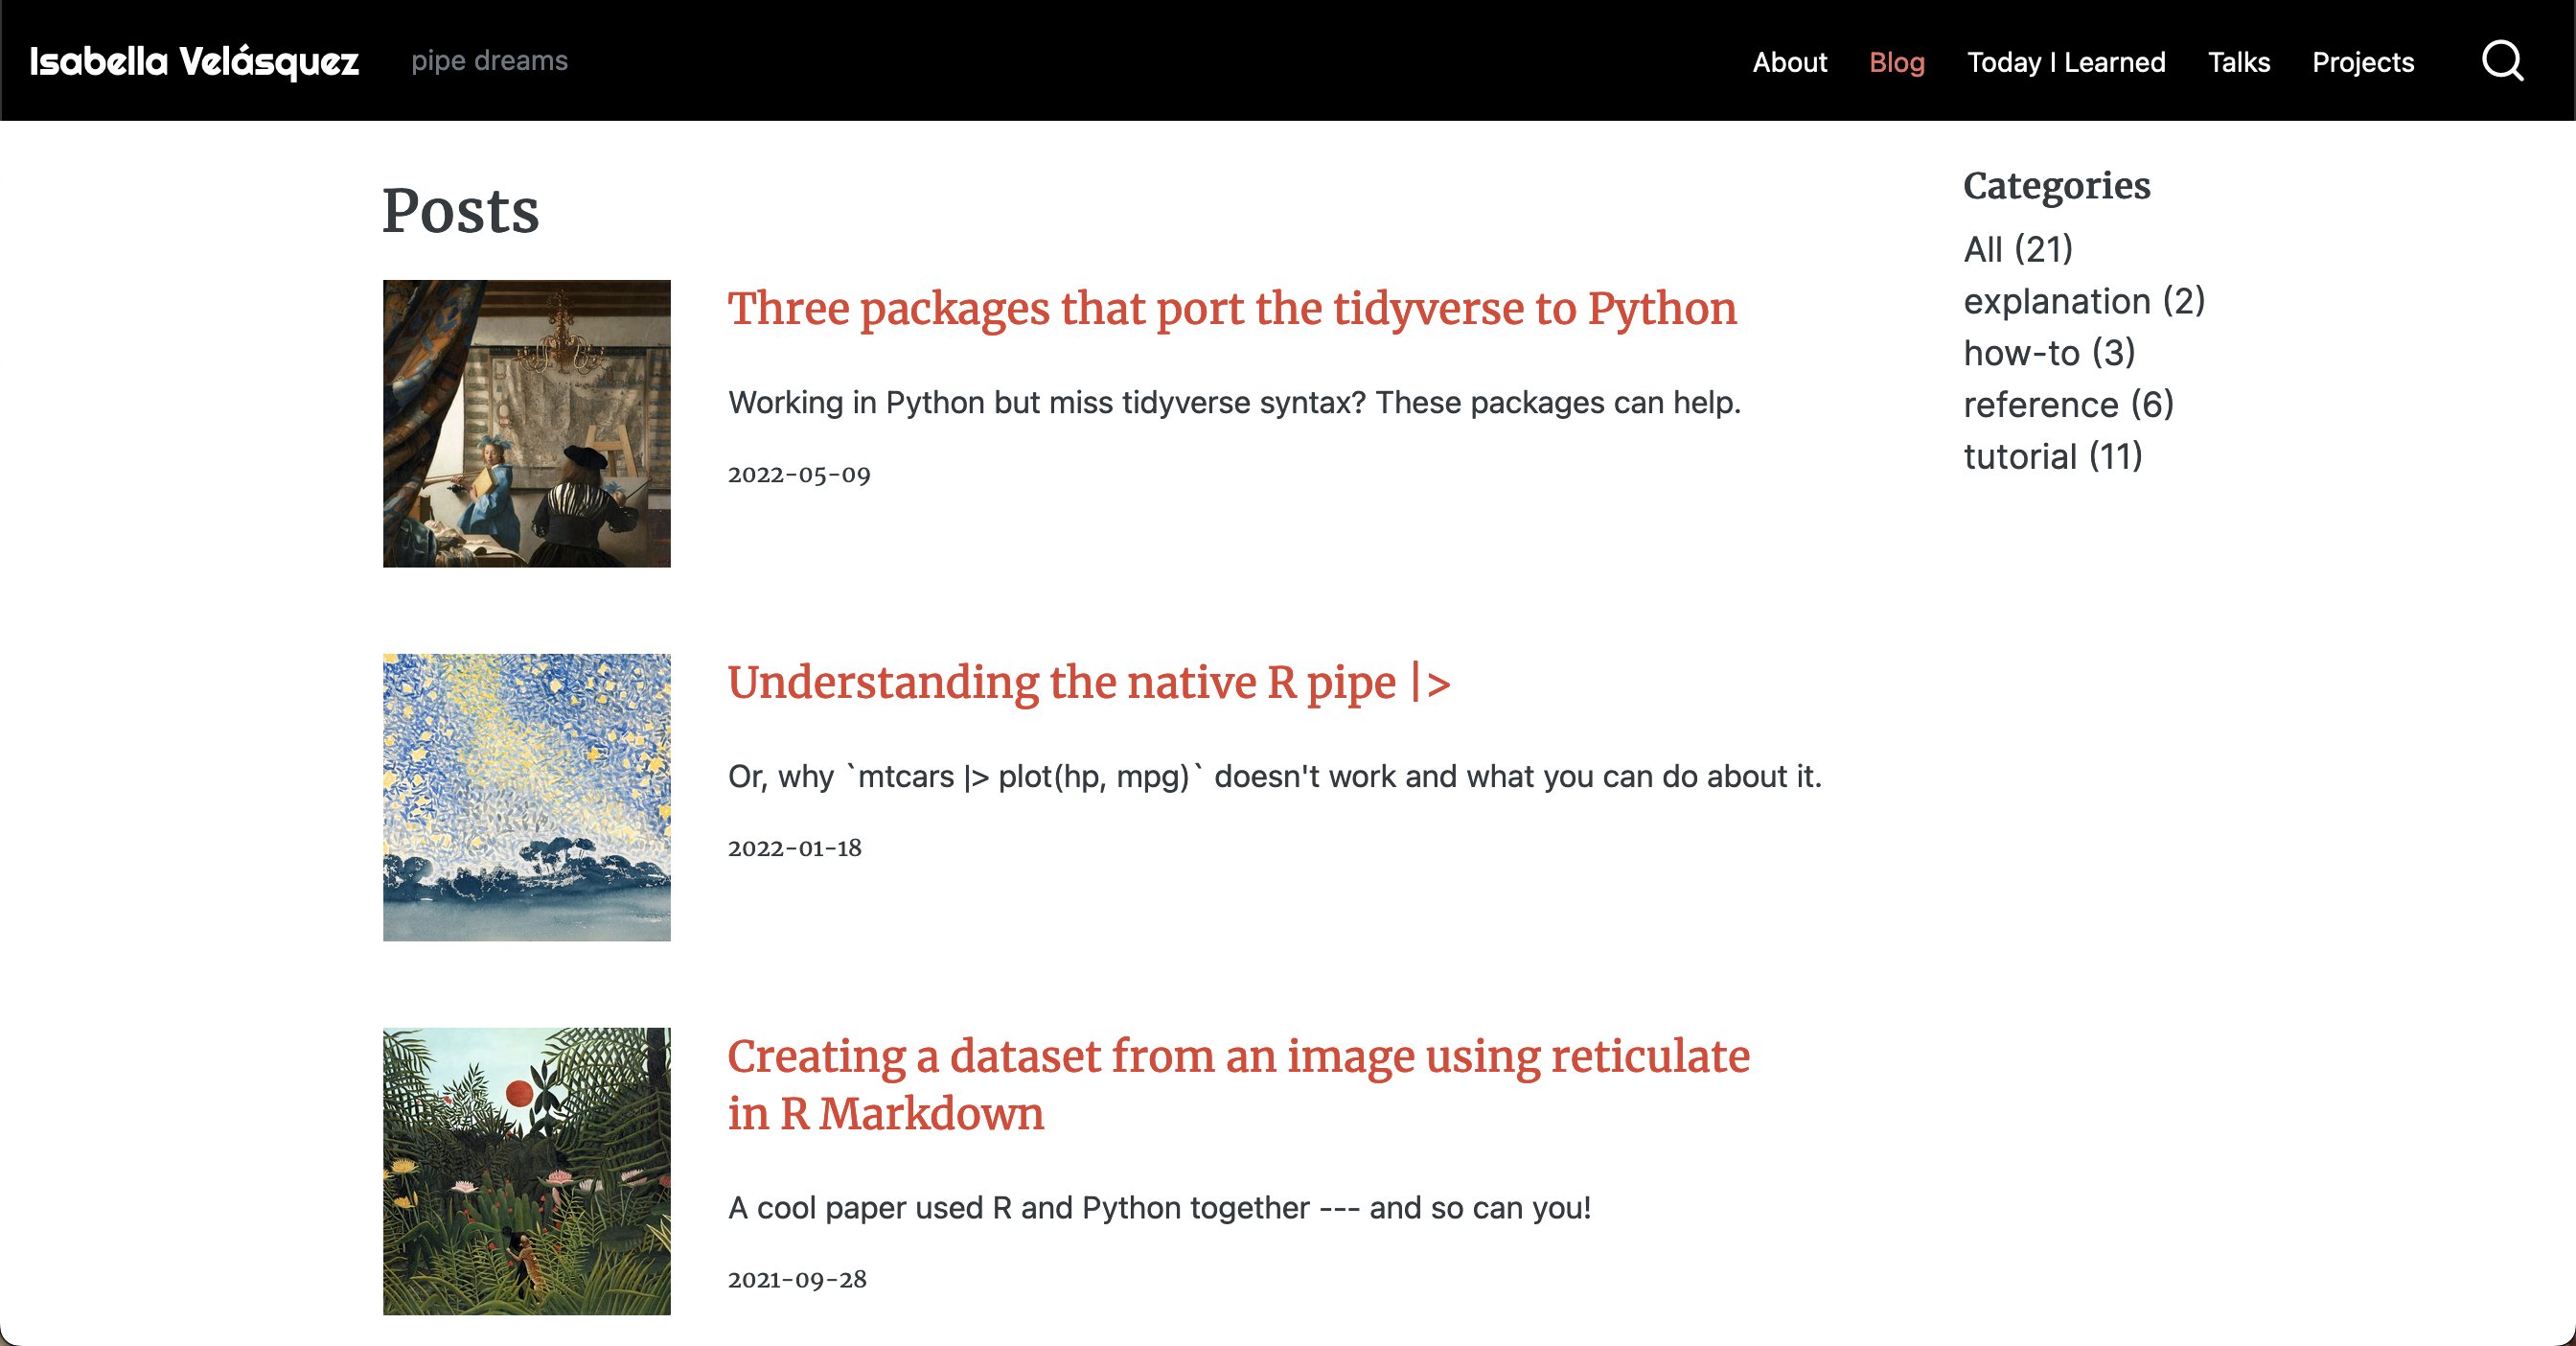 Isabella Velásquez pipe dreams About Blog Today I Learned Talks Projects
Posts
Three packages that port the tidyverse to Python
Working in Python but miss tidyverse syntax? These packages can help.
2022-05-09
Understanding the native R pipe |>
Or, why `mtcars |> plot(hp, mpg)` doesn't work and what you can do about it.
2022-01-18
Creating a dataset from an image using reticulate
in R Markdown
A cool paper used R and Python together --- and so can you!
2021-09-28
Categories
All (21)
explanation (2)
how-to (3)
reference (6)
tutorial (11)